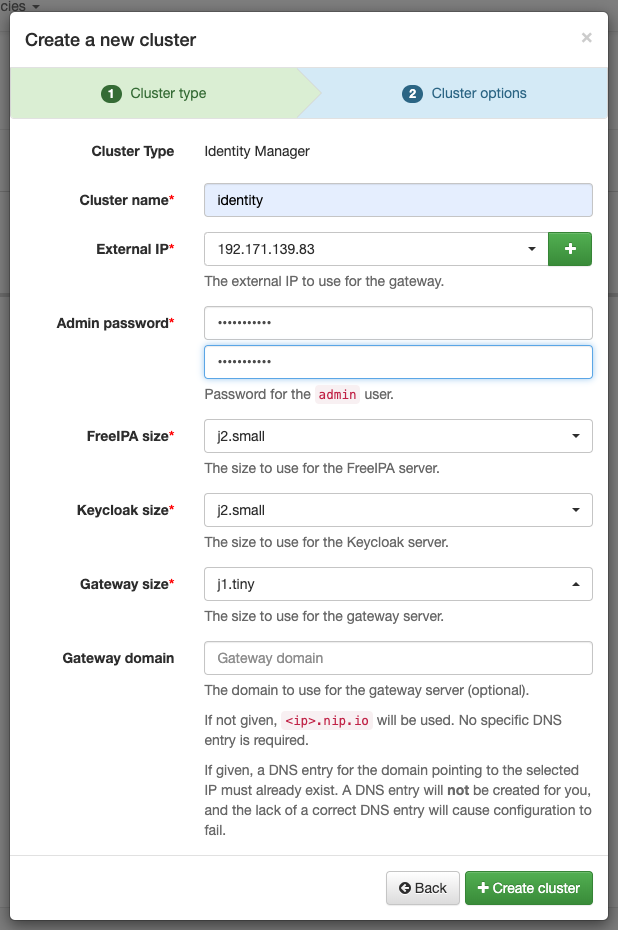 cies
Create a new cluster
×
1 Cluster type
2 Cluster options
Cluster Type
Identity Manager
Cluster name*
identity
External IP*
192.171.139.83
The external IP to use for the gateway.
Admin password*
•••••••••••
•••••••••••
Password for the admin user.
FreeIPA size*
j2.small
The size to use for the FreeIPA server.
Keycloak size*
j2.small
The size to use for the Keycloak server.
Gateway size*
j1.tiny
The size to use for the gateway server.
Gateway domain
Gateway domain
The domain to use for the gateway server (optional).
If not given, <ip>.nip.io will be used. No specific DNS
entry is required.
If given, a DNS entry for the domain pointing to the selected
IP must already exist. A DNS entry will not be created for you,
and the lack of a correct DNS entry will cause configuration to
fail.
Back
Create cluster